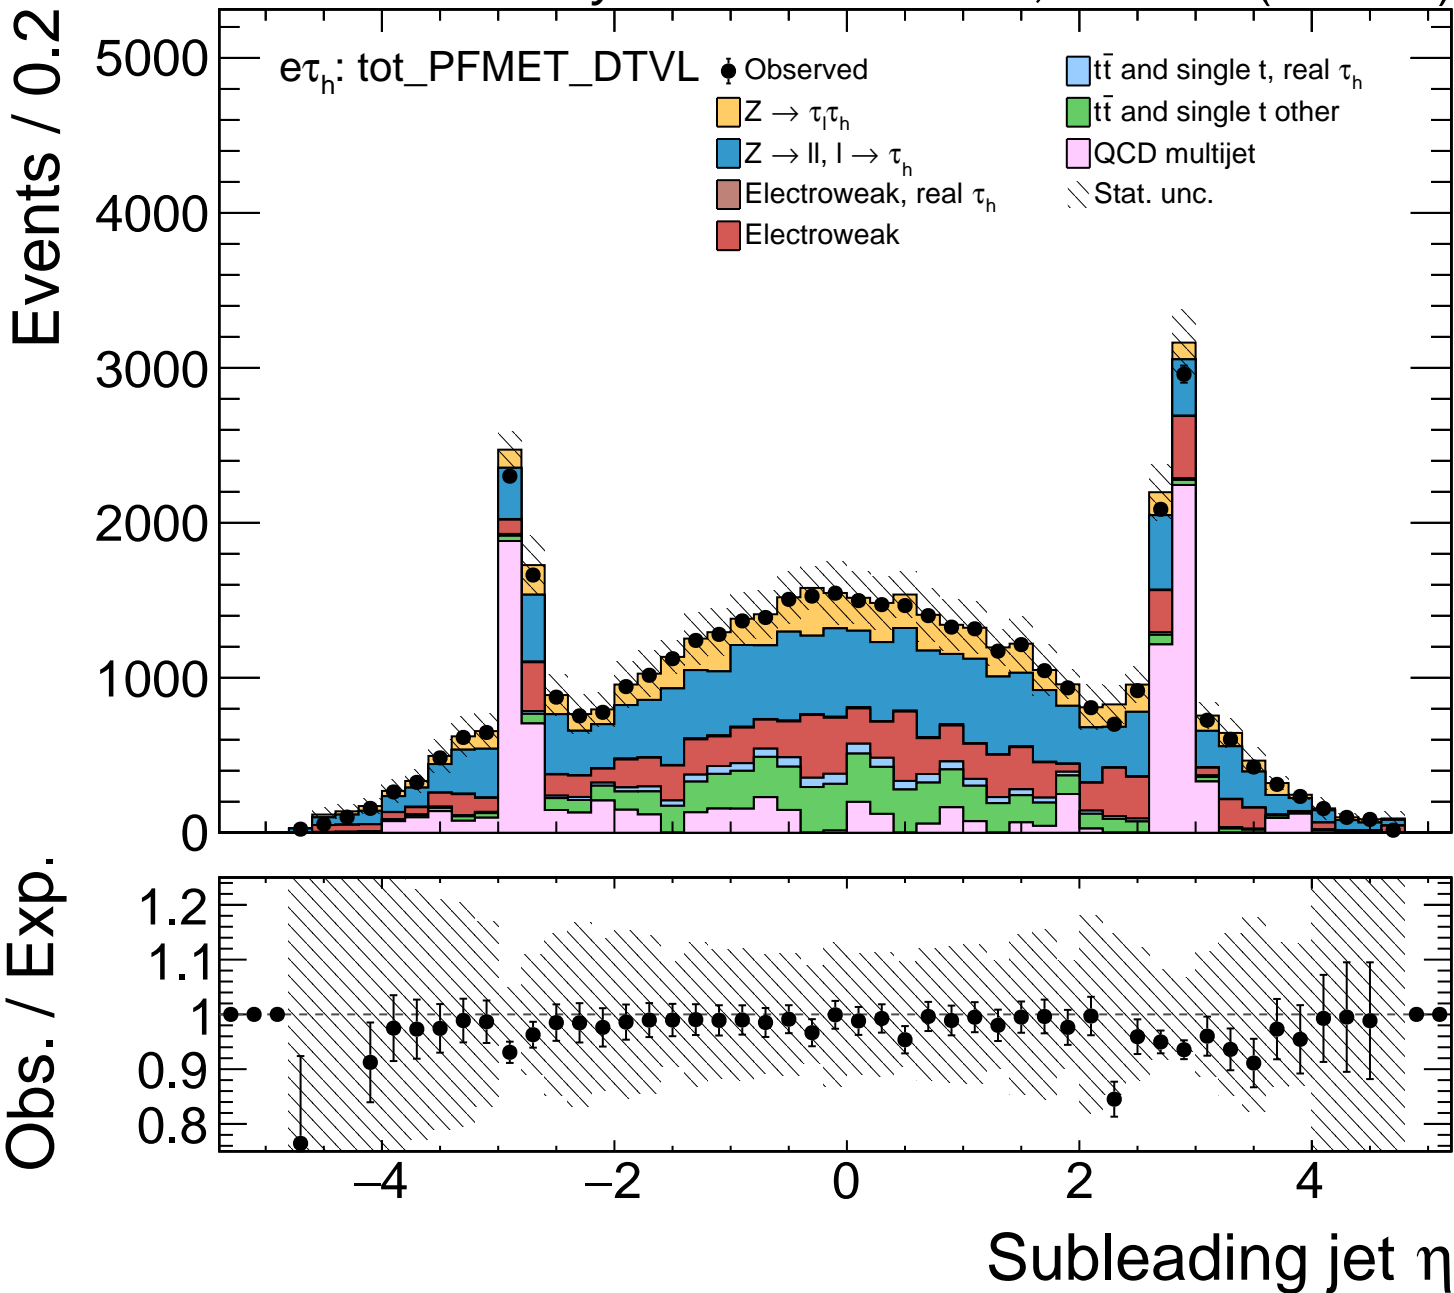 Events / 0.2
5000
4000
3000
2000
1000
0
eτh: tot_PFMET_DTVL
Observed
Z → τlτh
Z → ll, l → τh
Electroweak, real τh
Electroweak
tt̄ and single t, real τh
tt̄ and single t other
QCD multijet
Stat. unc.
Obs. / Exp.
1.2
1.1
1
0.9
0.8
−4 −2 0 2 4
Subleading jet η